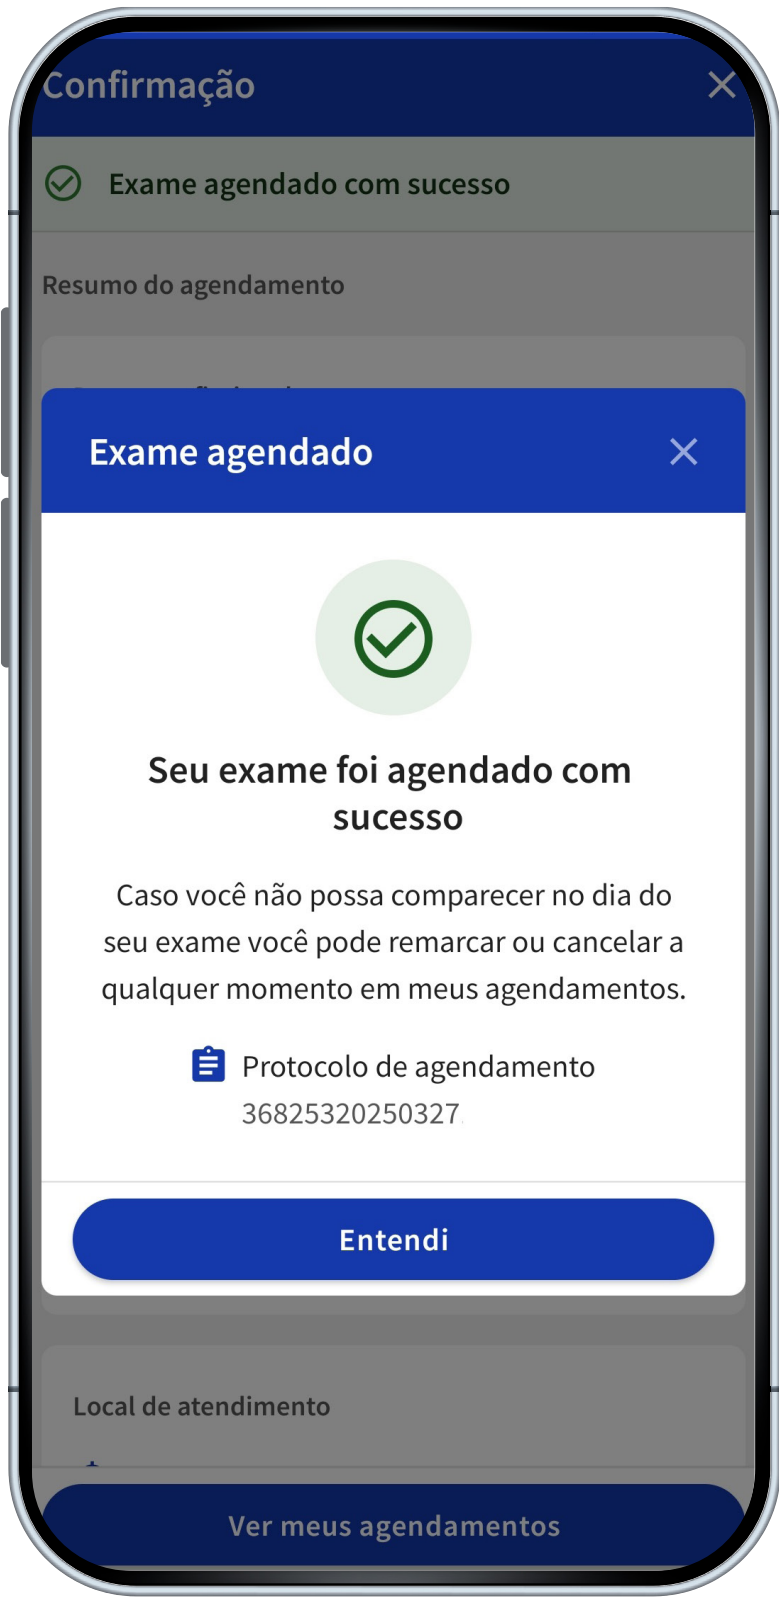 Confirmação
Exame agendado com sucesso
Resumo do agendamento
Exame agendado
Seu exame foi agendado com
sucesso
Caso você não possa comparecer no dia do
seu exame você pode remarcar ou cancelar a
qualquer momento em meus agendamentos.
Protocolo de agendamento
36825320250327
Entendi
Local de atendimento
Ver meus agendamentos